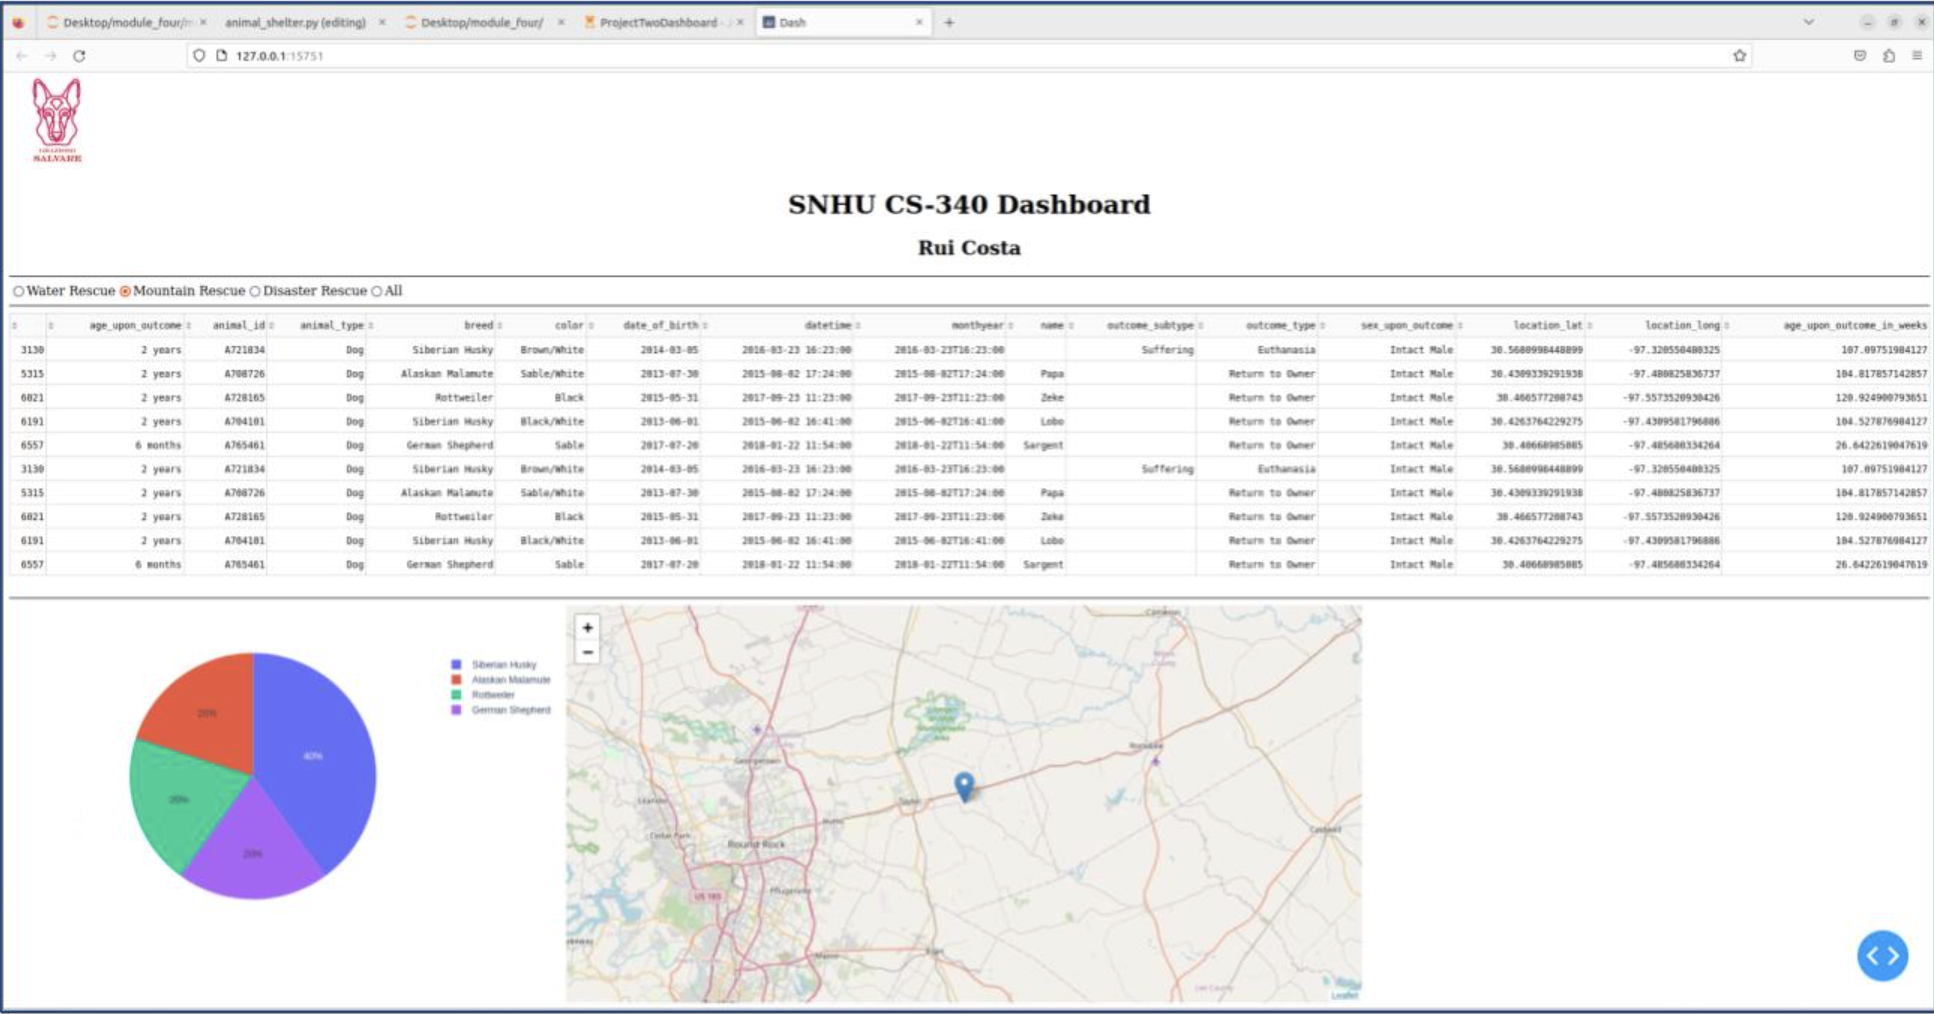 Desktop/module_four/m × animal_shelter.py (editing) × Desktop/module_four/ × ProjectTwoDashboard - J × Dash × +
127.0.0.1:15751
SALVARE
SNHU CS-340 Dashboard
Rui Costa
Water Rescue Mountain Rescue Disaster Rescue All
age_upon_outcome animal_id animal_type breed color date_of_birth datetime monthyear name outcome_subtype outcome_type sex_upon_outcome location_lat location_long age_upon_outcome_in_weeks
3130 2 years A721834 Dog Siberian Husky Brown/White 2014-03-05 2016-03-23 16:23:00 2016-03-23T16:23:00 Suffering Euthanasia Intact Male 30.5680998448899 -97.320550480325 107.09751984127
5315 2 years A708726 Dog Alaskan Malamute Sable/White 2013-07-30 2015-08-02 17:24:00 2015-08-02T17:24:00 Papa Return to Owner Intact Male 30.4309339291938 -97.480825836737 104.817857142857
6021 2 years A728165 Dog Rottweiler Black 2015-05-31 2017-09-23 11:23:00 2017-09-23T11:23:00 Zeke Return to Owner Intact Male 30.466577208743 -97.5573520930426 120.924900793651
6191 2 years A704101 Dog Siberian Husky Black/White 2013-06-01 2015-06-02 16:41:00 2015-06-02T16:41:00 Lobo Return to Owner Intact Male 30.4263764229275 -97.4309581796886 104.527876984127
6557 6 months A765461 Dog German Shepherd Sable 2017-07-20 2018-01-22 11:54:00 2018-01-22T11:54:00 Sargent Return to Owner Intact Male 30.40660985085 -97.485680334264 26.6422619047619
3130 2 years A721834 Dog Siberian Husky Brown/White 2014-03-05 2016-03-23 16:23:00 2016-03-23T16:23:00 Suffering Euthanasia Intact Male 30.5680998448899 -97.320550480325 107.09751984127
5315 2 years A708726 Dog Alaskan Malamute Sable/White 2013-07-30 2015-08-02 17:24:00 2015-08-02T17:24:00 Papa Return to Owner Intact Male 30.4309339291938 -97.480825836737 104.817857142857
6021 2 years A728165 Dog Rottweiler Black 2015-05-31 2017-09-23 11:23:00 2017-09-23T11:23:00 Zeke Return to Owner Intact Male 30.466577208743 -97.5573520930426 120.924900793651
6191 2 years A704101 Dog Siberian Husky Black/White 2013-06-01 2015-06-02 16:41:00 2015-06-02T16:41:00 Lobo Return to Owner Intact Male 30.4263764229275 -97.4309581796886 104.527876984127
6557 6 months A765461 Dog German Shepherd Sable 2017-07-20 2018-01-22 11:54:00 2018-01-22T11:54:00 Sargent Return to Owner Intact Male 30.40660985085 -97.485680334264 26.6422619047619
Siberian Husky
Alaskan Malamute
Rottweiler
German Shepherd
20%
40%
20%
20%
+
−
Cameron
Rockdale
Georgetown
Leander
Taylor
Hutto
Cedar Park
Round Rock
Caldwell
Pflugerville
US 183
Manor
Elgin
Lee County
Leaflet